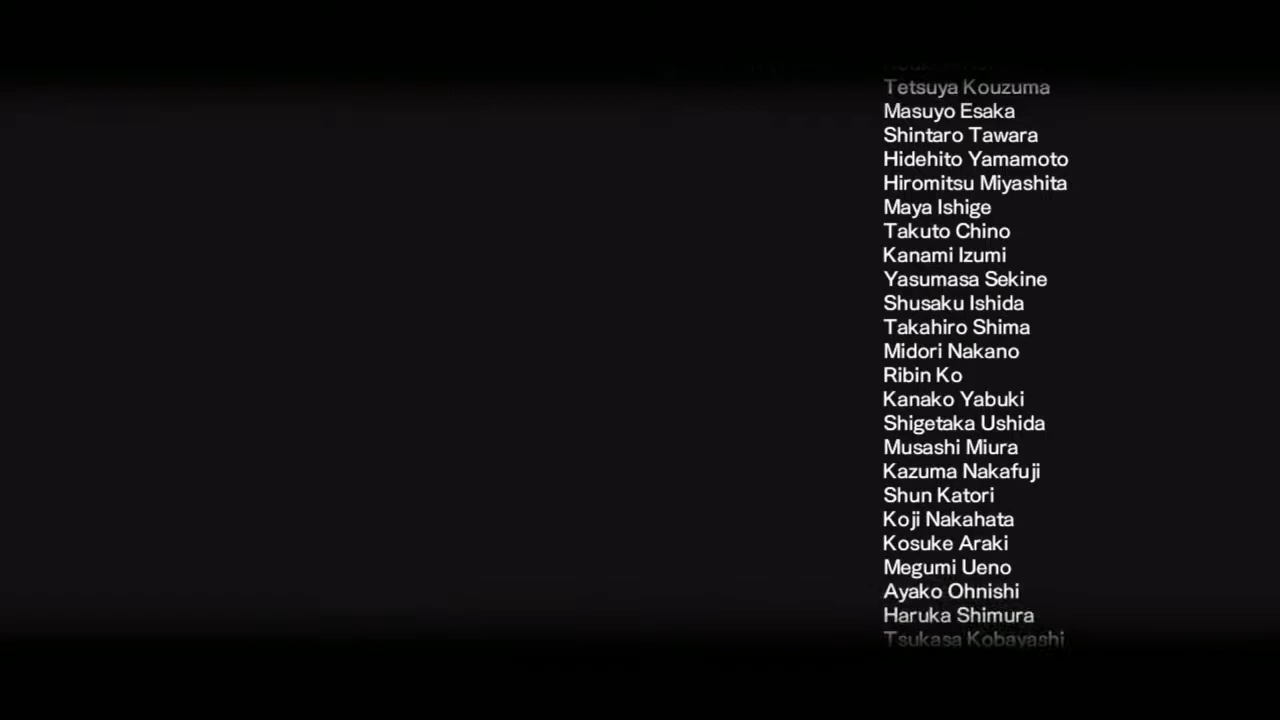 Tetsuya Kouzuma
Masuyo Esaka
Shintaro Tawara
Hidehito Yamamoto
Hiromitsu Miyashita
Maya Ishige
Takuto Chino
Kanami Izumi
Yasumasa Sekine
Shusaku Ishida
Takahiro Shima
Midori Nakano
Ribin Ko
Kanako Yabuki
Shigetaka Ushida
Musashi Miura
Kazuma Nakafuji
Shun Katori
Koji Nakahata
Kosuke Araki
Megumi Ueno
Ayako Ohnishi
Haruka Shimura
Tsukasa Kobayashi